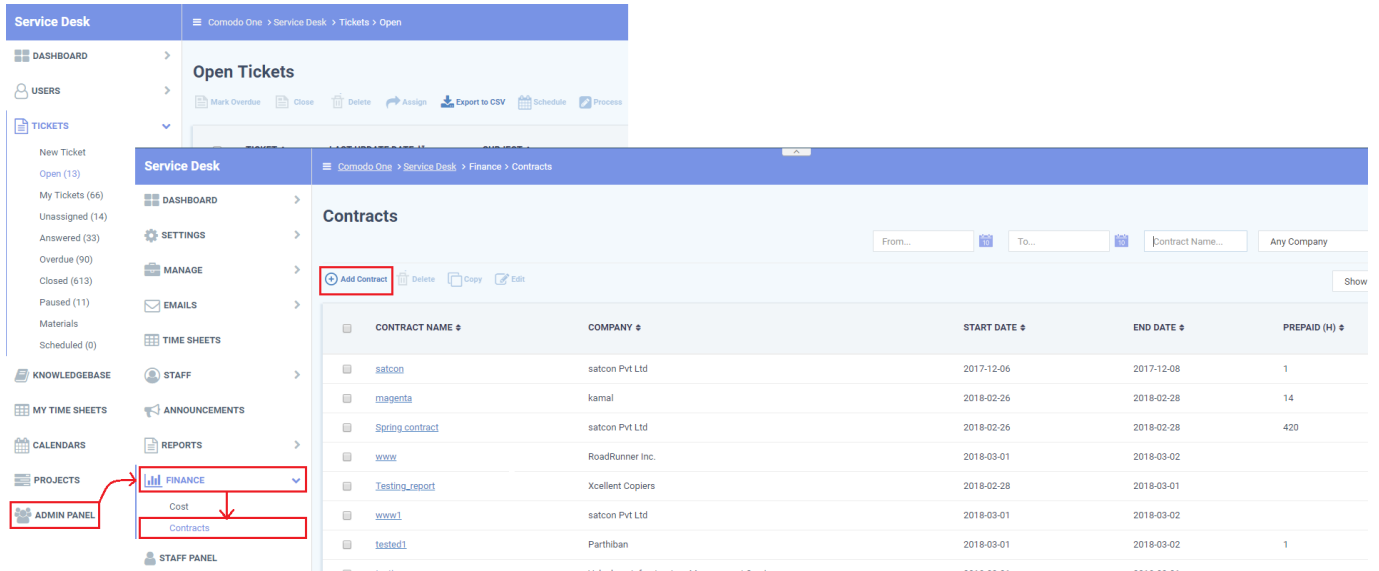 Service Desk
Comodo One > Service Desk > Tickets > Open
DASHBOARD
USERS
TICKETS
New Ticket
Open (13)
My Tickets (66)
Unassigned (14)
Answered (33)
Overdue (90)
Closed (613)
Paused (11)
Materials
Scheduled (0)
KNOWLEDGEBASE
MY TIME SHEETS
CALENDARS
PROJECTS
ADMIN PANEL
Open Tickets
Mark Overdue Close Delete Assign Export to CSV Schedule Process
TICKET LAST UPDATE DATE SUBJECT
Service Desk
Comodo One > Service Desk > Finance > Contracts
DASHBOARD
SETTINGS
MANAGE
EMAILS
TIME SHEETS
STAFF
ANNOUNCEMENTS
REPORTS
FINANCE
Cost
Contracts
STAFF PANEL
Contracts
From... 10 To... 10 Contract Name... Any Company
Add Contract Delete Copy Edit Show
CONTRACT NAME COMPANY START DATE END DATE PREPAID (H)
satcon satcon Pvt Ltd 2017-12-06 2017-12-08 1
magenta kamal 2018-02-26 2018-02-28 14
Spring contract satcon Pvt Ltd 2018-02-26 2018-02-28 420
www RoadRunner Inc. 2018-03-01 2018-03-02
Testing_report Xcellent Copiers 2018-02-28 2018-03-01
www1 satcon Pvt Ltd 2018-03-01 2018-03-02
tested1 Parthiban 2018-03-01 2018-03-02 1